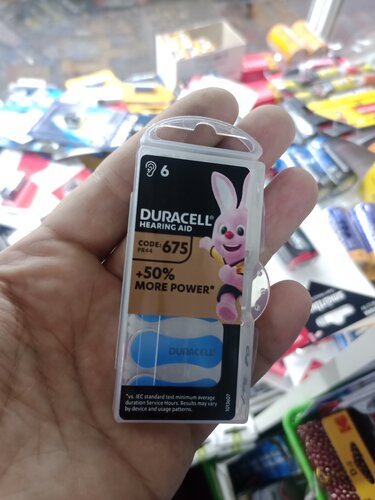 6
DURACELL®
HEARING AID
CODE: 675
PR44
+50%
MORE POWER*
DURACELL
*vs. IEC standard test minimum average
duration Service Hours. Results may vary
by device and usage patterns.